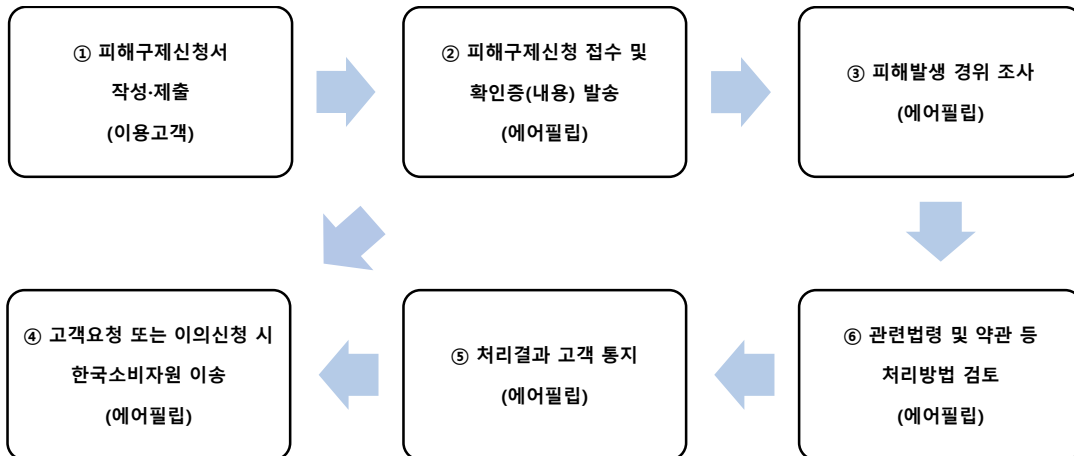 ① 피해구제신청서
작성·제출
(이용고객)
② 피해구제신청 접수 및
확인증(내용) 발송
(에어필립)
③ 피해발생 경위 조사
(에어필립)
④ 고객요청 또는 이의신청 시
한국소비자원 이송
(에어필립)
⑤ 처리결과 고객 통지
(에어필립)
⑥ 관련법령 및 약관 등
처리방법 검토
(에어필립)